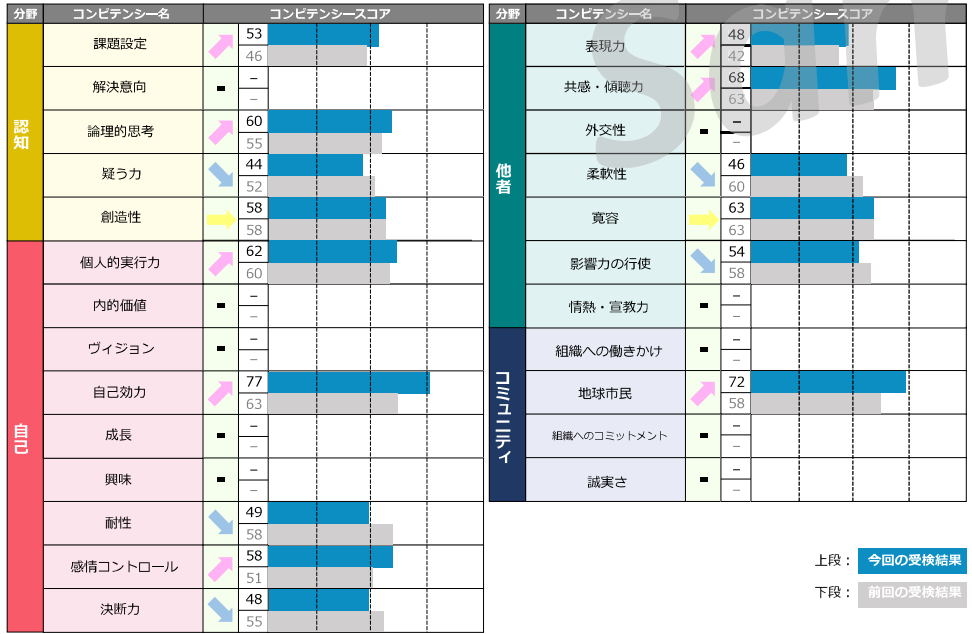 分野 コンピテンシー名 コンピテンシースコア
認知
課題設定 53
46
解決意向 –
–
論理的思考 60
55
疑う力 44
52
創造性 58
58
自己
個人的実行力 62
60
内的価値 –
–
ヴィジョン –
–
自己効力 77
63
成長 –
–
興味 –
–
耐性 49
58
感情コントロール 58
51
決断力 48
55
分野 コンピテンシー名 コンピテンシースコア
他者
表現力 48
42
共感・傾聴力 68
63
外交性 –
–
柔軟性 46
60
寛容 63
63
影響力の行使 54
58
情熱・宣教力 –
–
コミュニティ
組織への働きかけ –
–
地球市民 72
58
組織へのコミットメント –
–
誠実さ –
–
上段： 今回の受検結果
下段： 前回の受検結果